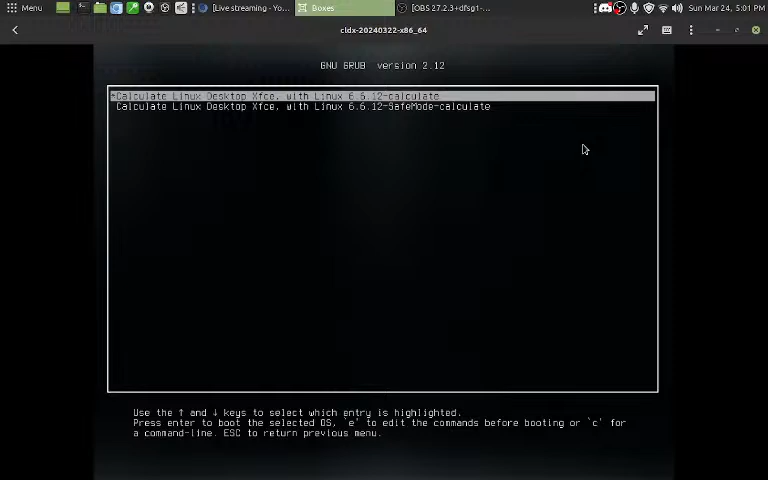 Menu [Live streaming - Yo... Boxes [OBS 27.2.3+dfsg1-... Sun Mar 24, 5:01 PM
cldx-20240322-x86_64
GNU GRUB version 2.12
*Calculate Linux Desktop Xfce, with Linux 6.6.12-calculate
Calculate Linux Desktop Xfce, with Linux 6.6.12-SafeMode-calculate
Use the ↑ and ↓ keys to select which entry is highlighted.
Press enter to boot the selected OS, `e' to edit the commands before booting or `c' for
a command-line. ESC to return previous menu.